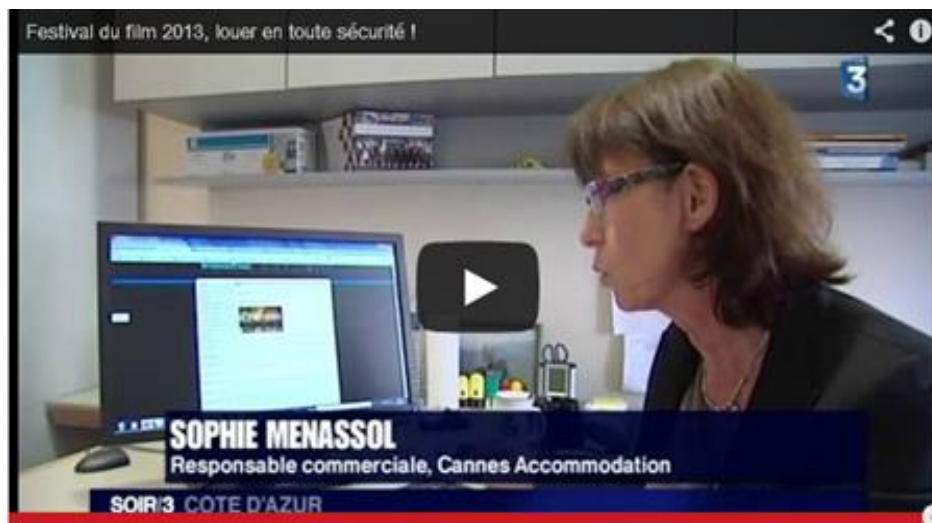 Festival du film 2013, louer en toute sécurité !
3
SOPHIE MENASSOL
Responsable commerciale, Cannes Accommodation
SOIR/3 COTE D'AZUR